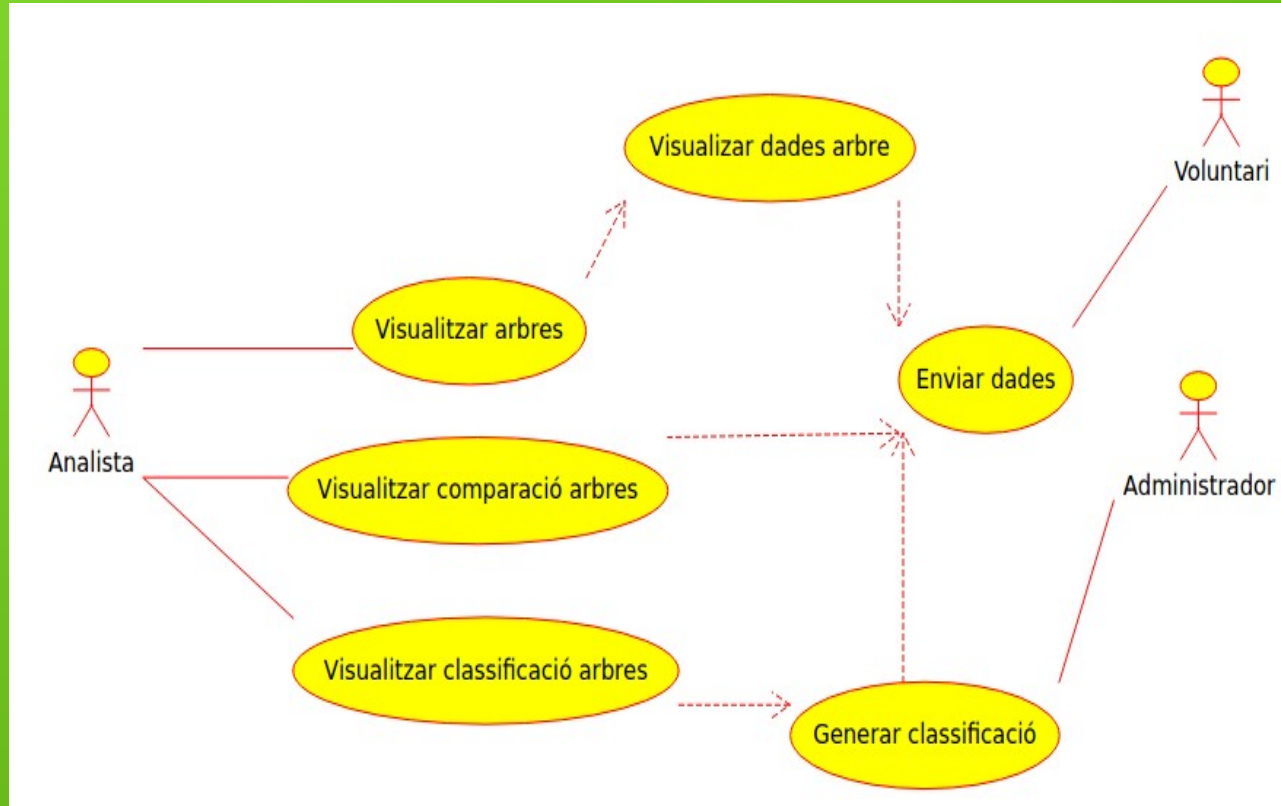 Visualizar dades arbre
Voluntari
Visualitzar arbres
Enviar dades
Analista
Visualitzar comparació arbres
Administrador
Visualitzar classificació arbres
Generar classificació